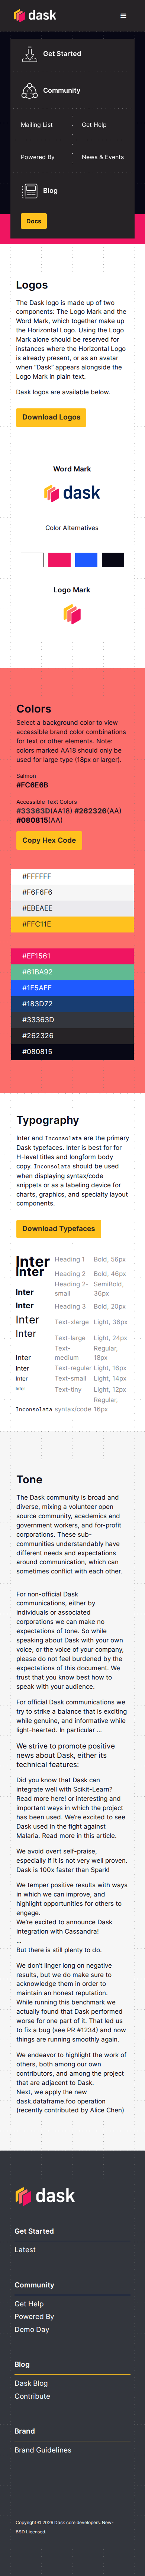 dask
Get Started
Community
Mailing List
Get Help
Powered By
News & Events
Blog
Docs
Logos
The Dask logo is made up of two
components: The Logo Mark and the
Word Mark, which together make up
the Horizontal Logo. Using the Logo
Mark alone should be reserved for
instances where the Horizontal Logo
is already present, or as an avatar
when "Dask" appears alongside the
Logo Mark in plain text.
Dask logos are available below.
Download Logos
Word Mark
dask
Color Alternatives
Logo Mark
Colors
Select a background color to view
accessible brand color combinations
for text or other elements. Note:
colors marked AA18 should only be
used for large type (18px or larger).
Salmon
#FC6E6B
Accessible Text Colors
#33363D(AA18) #262326(AA)
#080815(AA)
Copy Hex Code
#FFFFFF
#F6F6F6
#EBEAEE
#FFC11E
#EF1561
#61BA92
#1F5AFF
#183D72
#33363D
#262326
#080815
Typography
Inter and Inconsolata are the primary
Dask typefaces. Inter is best for for
H-level titles and longform body
copy. Inconsolata should be used
when displaying syntax/code
snippets or as a labeling device for
charts, graphics, and specialty layout
components.
Download Typefaces
Inter Heading 1 Bold, 56px
Inter Heading 2 Bold, 46px
Inter Heading 2-small SemiBold, 36px
Inter Heading 3 Bold, 20px
Inter Text-xlarge Light, 36px
Inter Text-large Light, 24px
Inter Text-medium Regular, 18px
Inter Text-regular Light, 16px
Inter Text-small Light, 14px
Inter Text-tiny Light, 12px
Inconsolata syntax/code Regular, 16px
Tone
The Dask community is broad and
diverse, mixing a volunteer open
source community, academics and
government workers, and for-profit
corporations. These sub-
communities understandably have
different needs and expectations
around communication, which can
sometimes conflict with each other.
For non-official Dask
communications, either by
individuals or associated
corporations we can make no
expectations of tone. So while
speaking about Dask with your own
voice, or the voice of your company,
please do not feel burdened by the
expectations of this document. We
trust that you know best how to
speak with your audience.
For official Dask communications we
try to strike a balance that is exciting
while genuine, and informative while
light-hearted. In particular ...
We strive to promote positive
news about Dask, either its
technical features:
Did you know that Dask can
integrate well with Scikit-Learn?
Read more here! or interesting and
important ways in which the project
has been used. We're excited to see
Dask used in the fight against
Malaria. Read more in this article.
We avoid overt self-praise,
especially if it is not very well proven.
Dask is 100x faster than Spark!
We temper positive results with ways
in which we can improve, and
highlight opportunities for others to
engage.
We're excited to announce Dask
integration with Cassandra!
...
But there is still plenty to do.
We don't linger long on negative
results, but we do make sure to
acknowledge them in order to
maintain an honest reputation.
While running this benchmark we
actually found that Dask performed
worse for one part of it. That led us
to fix a bug (see PR #1234) and now
things are running smoothly again.
We endeavor to highlight the work of
others, both among our own
contributors, and among the project
that are adjacent to Dask.
Next, we apply the new
dask.dataframe.foo operation
(recently contributed by Alice Chen)
dask
Get Started
Latest
Community
Get Help
Powered By
Demo Day
Blog
Dask Blog
Contribute
Brand
Brand Guidelines
Copyright © 2026 Dask core developers. New-
BSD Licensed.